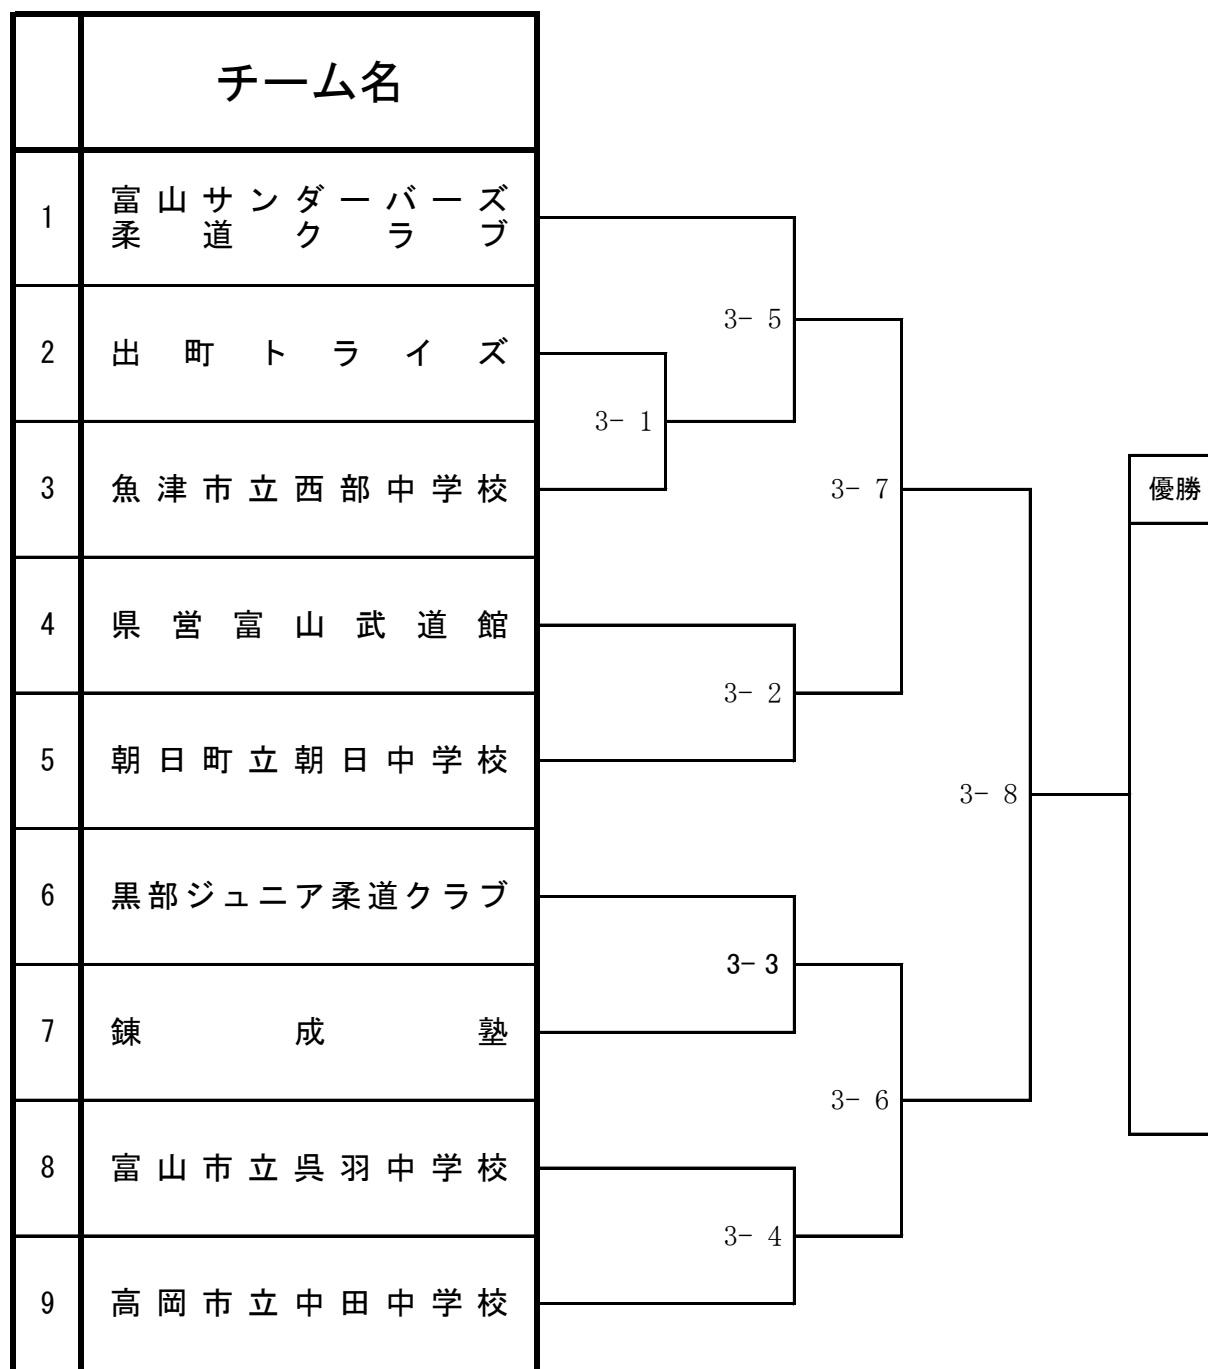 チーム名
1 富山サンダーバーズ
柔道クラブ
3- 5
2 出町トライズ
3- 1
3 魚津市立西部中学校
3- 7
優勝
4 県営富山武道館
3- 2
5 朝日町立朝日中学校
3- 8
6 黒部ジュニア柔道クラブ
3- 3
7 錬成塾
3- 6
8 富山市立呉羽中学校
3- 4
9 高岡市立中田中学校